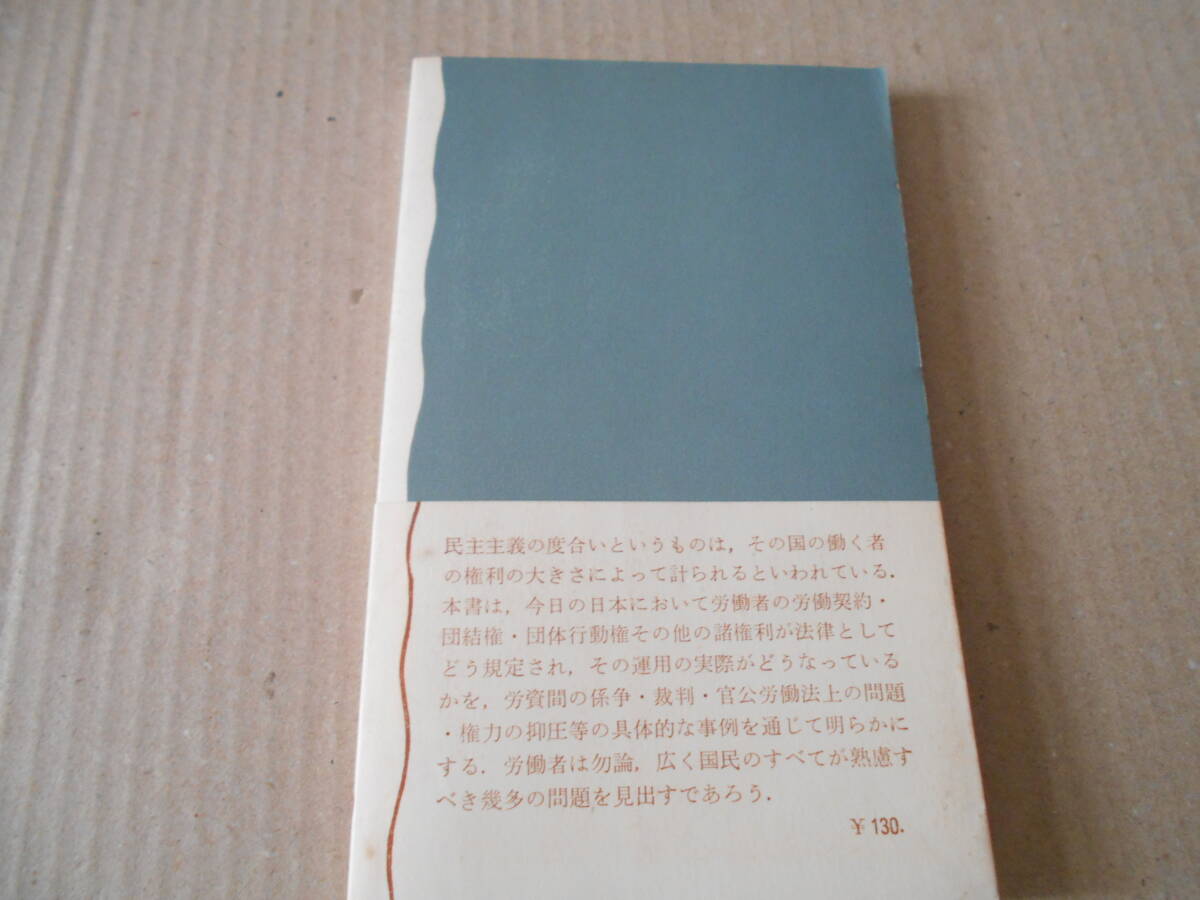 民主主義の度合いというものは，その国の働く者
の権利の大きさによって計られるといわれている．
本書は，今日の日本において労働者の労働契約・
団結権・団体行動権その他の諸権利が法律として
どう規定され，その運用の実際がどうなっている
かを，労資間の係争・裁判・官公労働法上の問題
・権力の抑圧等の具体的な事例を通じて明らかに
する．労働者は勿論，広く国民のすべてが熟慮す
べき幾多の問題を見出すであろう．
¥ 130.